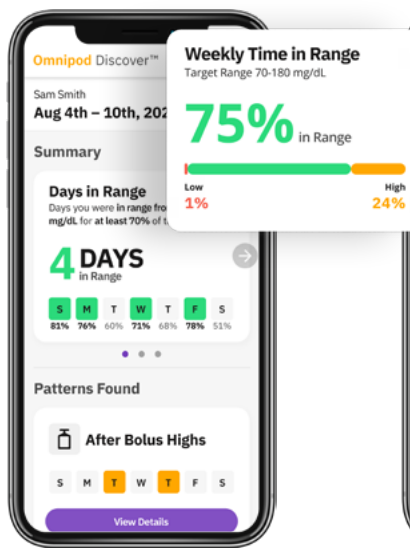 Omnipod Discover™
Sam Smith
Aug 4th – 10th, 202
Summary
Days in Range
Days you were in range from
mg/dL for at least 70% of t
4 DAYS
in Range
S M T W T F S
81% 76% 60% 71% 68% 78% 51%
Patterns Found
After Bolus Highs
S M T W T F S
View Details
Weekly Time in Range
Target Range 70-180 mg/dL
75% in Range
Low High
1% 24%